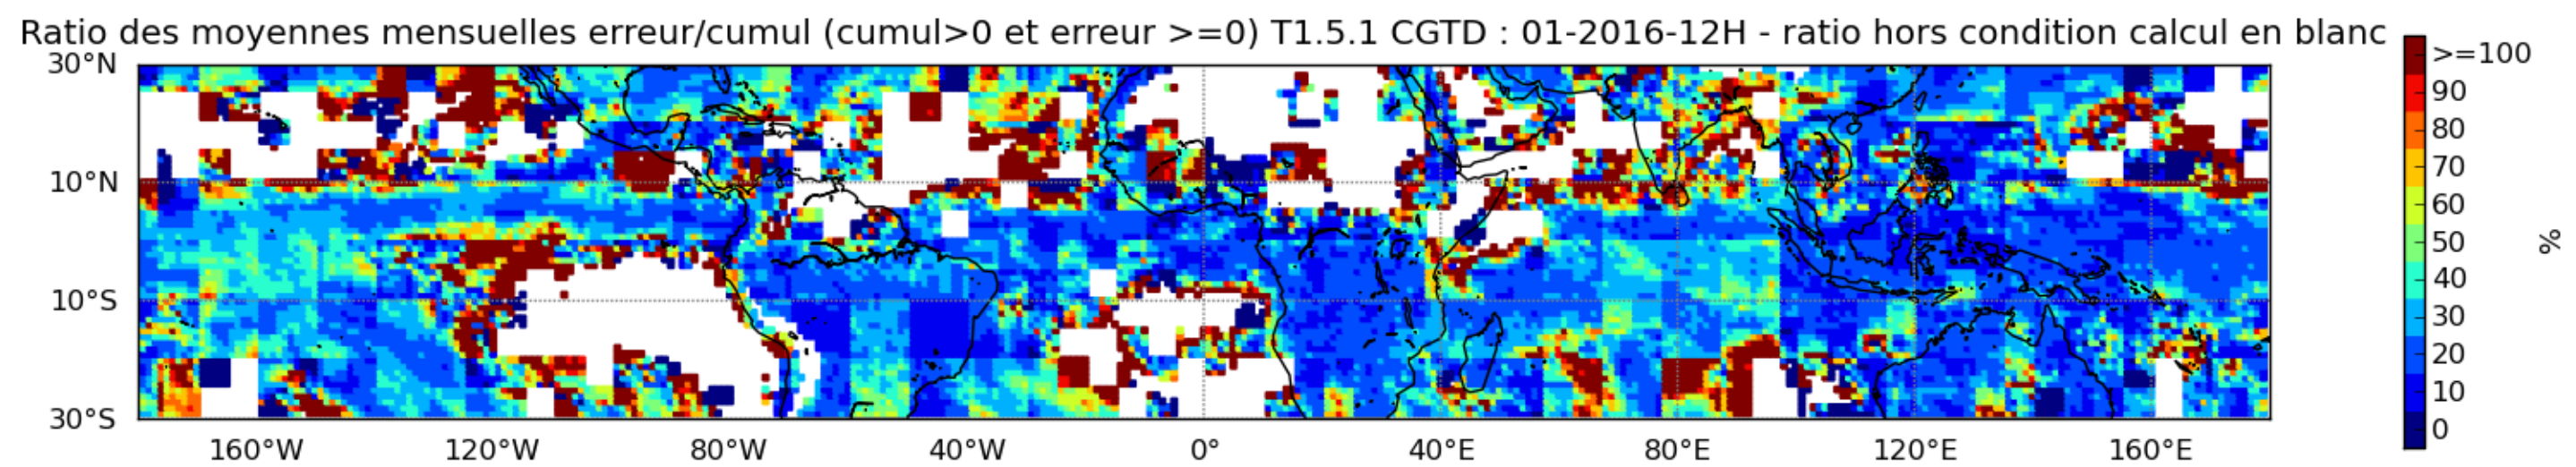 Ratio des moyennes mensuelles erreur/cumul (cumul>0 et erreur >=0) T1.5.1 CGTD : 01-2016-12H - ratio hors condition calcul en blanc
30°N
10°N
10°S
30°S
160°W 120°W 80°W 40°W 0° 40°E 80°E 120°E 160°E
>=100
90
80
70
60
50
40
30
20
10
0
%